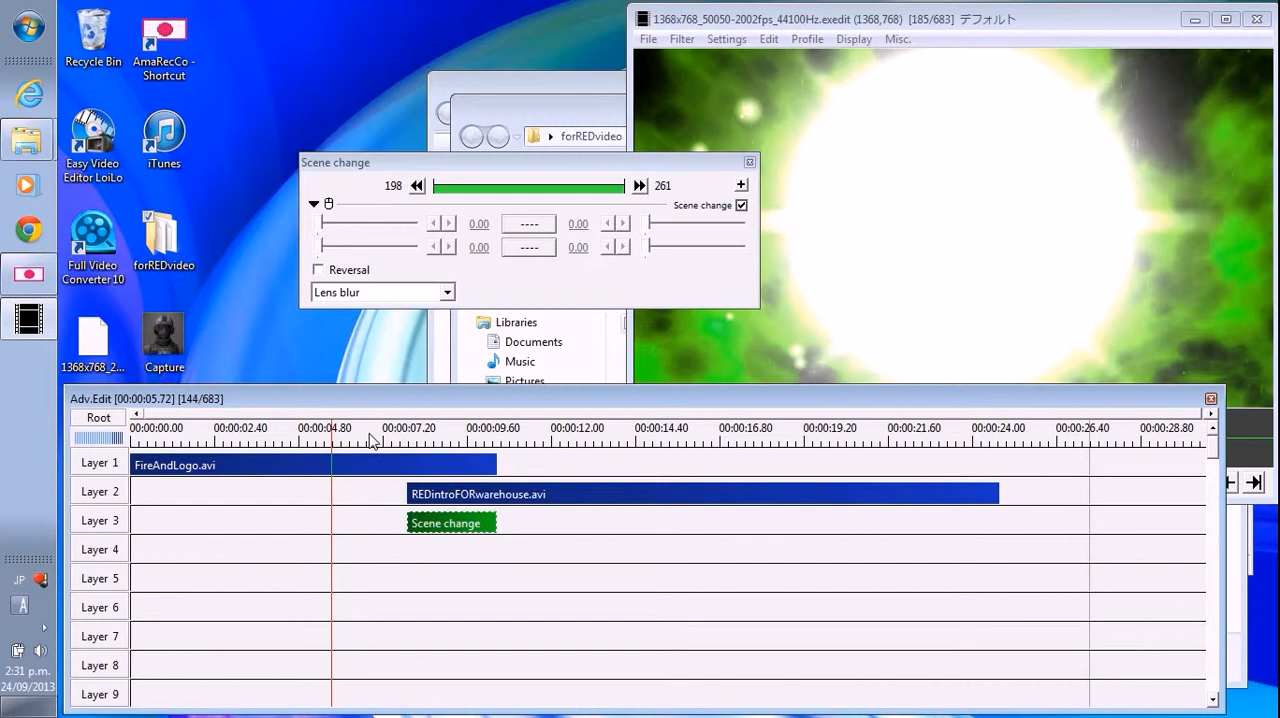 Recycle Bin
AmaRecCo - Shortcut
Easy Video Editor LoiLo
iTunes
Full Video Converter 10
forREDvideo
1368x768_2...
Capture
1368x768_50050-2002fps_44100Hz.exedit (1368,768) [185/683] デフォルト
File Filter Settings Edit Profile Display Misc.
forREDvideo
Scene change
198 261
Scene change
0.00 ---- 0.00
0.00 ---- 0.00
Reversal
Lens blur
Libraries
Documents
Music
Pictures
Adv.Edit [00:00:05.72] [144/683]
Root
00:00:00.00 00:00:02.40 00:00:04.80 00:00:07.20 00:00:09.60 00:00:12.00 00:00:14.40 00:00:16.80 00:00:19.20 00:00:21.60 00:00:24.00 00:00:26.40 00:00:28.80
Layer 1 FireAndLogo.avi
Layer 2 REDintroFORwarehouse.avi
Layer 3 Scene change
Layer 4
Layer 5
Layer 6
Layer 7
Layer 8
Layer 9
JP
A
2:31 p.m.
24/09/2013